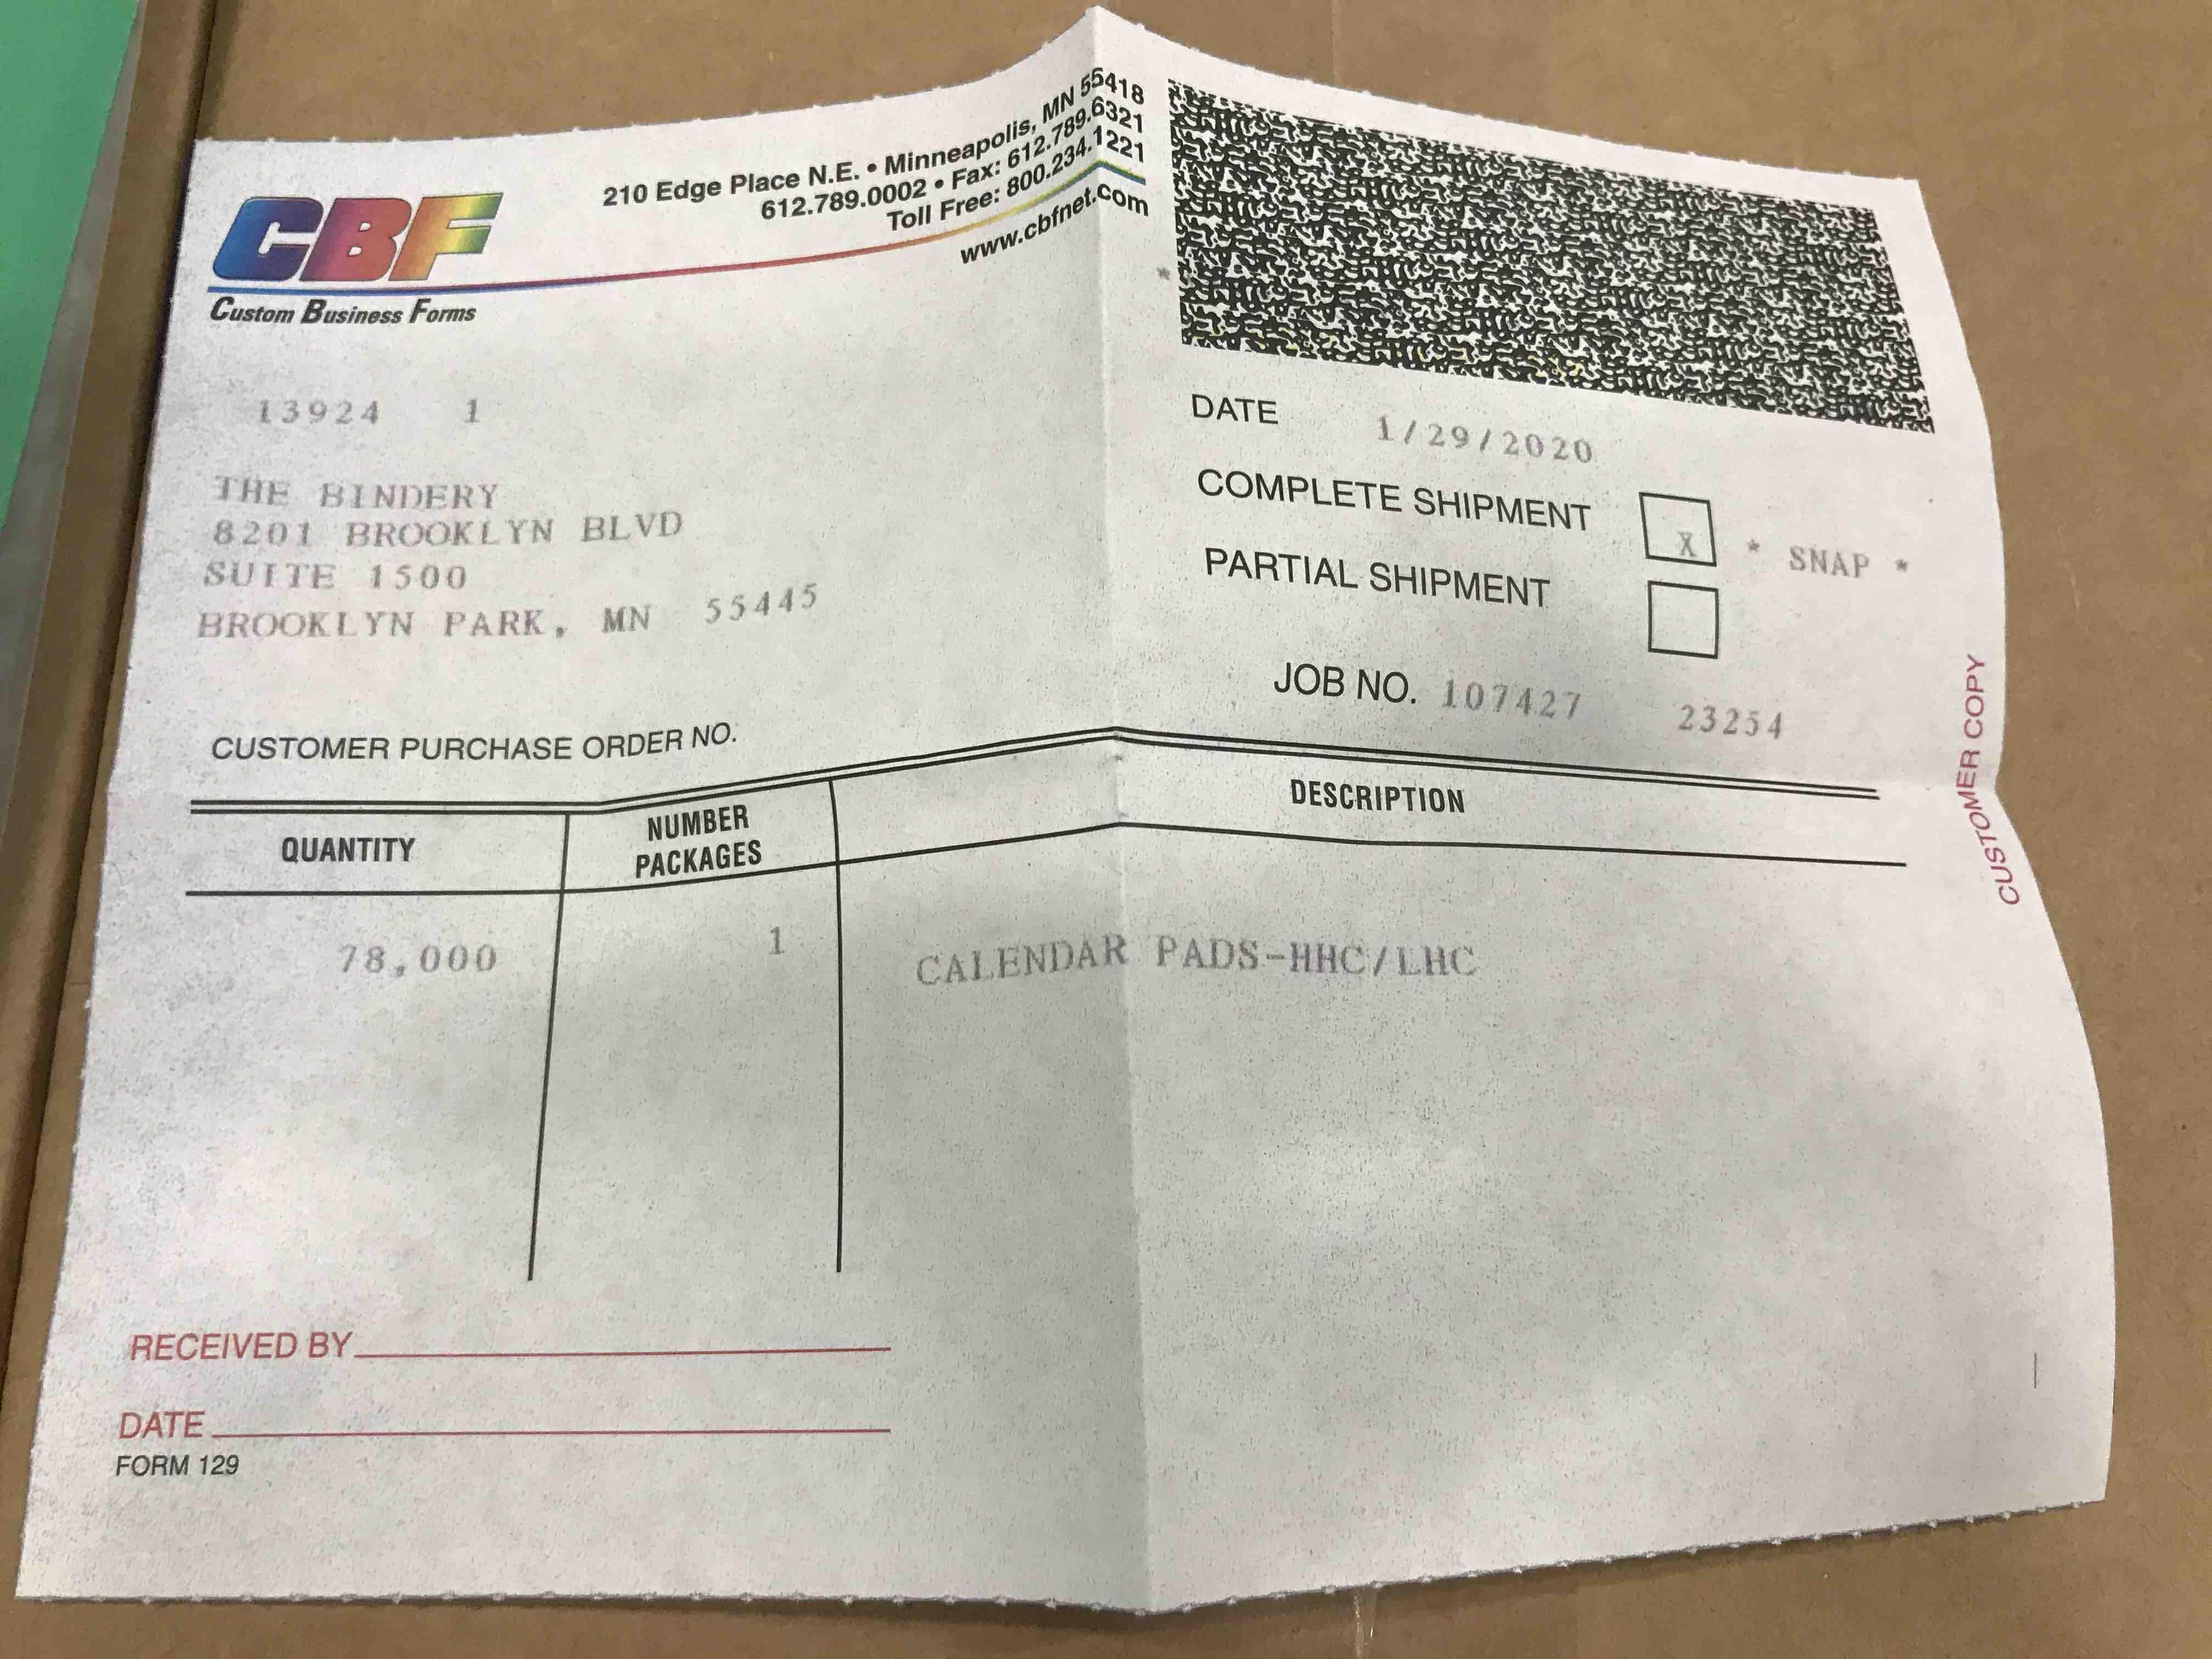 CBF
Custom Business Forms
210 Edge Place N.E. • Minneapolis, MN 55418
612.789.0002 • Fax: 612.789.6321
Toll Free: 800.234.1221
www.cbfnet.com
*
13924 1
THE BINDERY
8201 BROOKLYN BLVD
SUITE 1500
BROOKLYN PARK, MN 55445
DATE 1/29/2020
COMPLETE SHIPMENT X * SNAP *
PARTIAL SHIPMENT
JOB NO. 107427 23254
CUSTOMER PURCHASE ORDER NO.
QUANTITY NUMBER PACKAGES DESCRIPTION
78,000 1 CALENDAR PADS-HHC/LHC
RECEIVED BY
DATE
FORM 129
CUSTOMER COPY